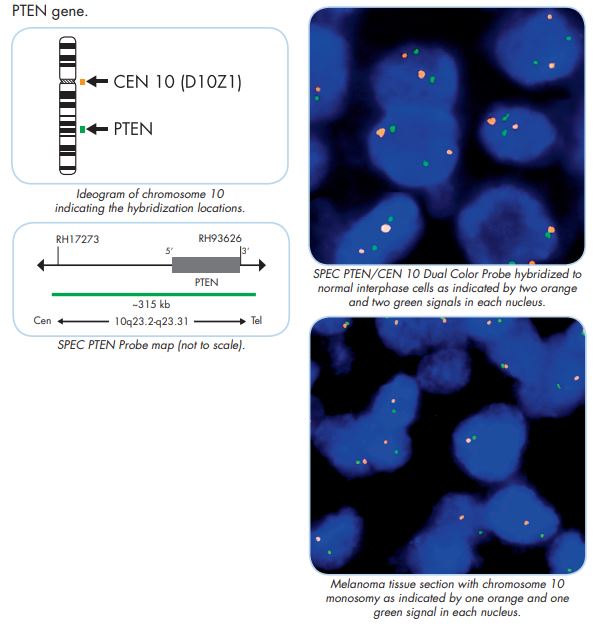 PTEN gene.
CEN 10 (D10Z1)
PTEN
Ideogram of chromosome 10
indicating the hybridization locations.
RH17273
RH93626
5'
3'
PTEN
~315 kb
Cen
10q23.2-q23.31
Tel
SPEC PTEN Probe map (not to scale).
SPEC PTEN/CEN 10 Dual Color Probe hybridized to
normal interphase cells as indicated by two orange
and two green signals in each nucleus.
Melanoma tissue section with chromosome 10
monosomy as indicated by one orange and one
green signal in each nucleus.